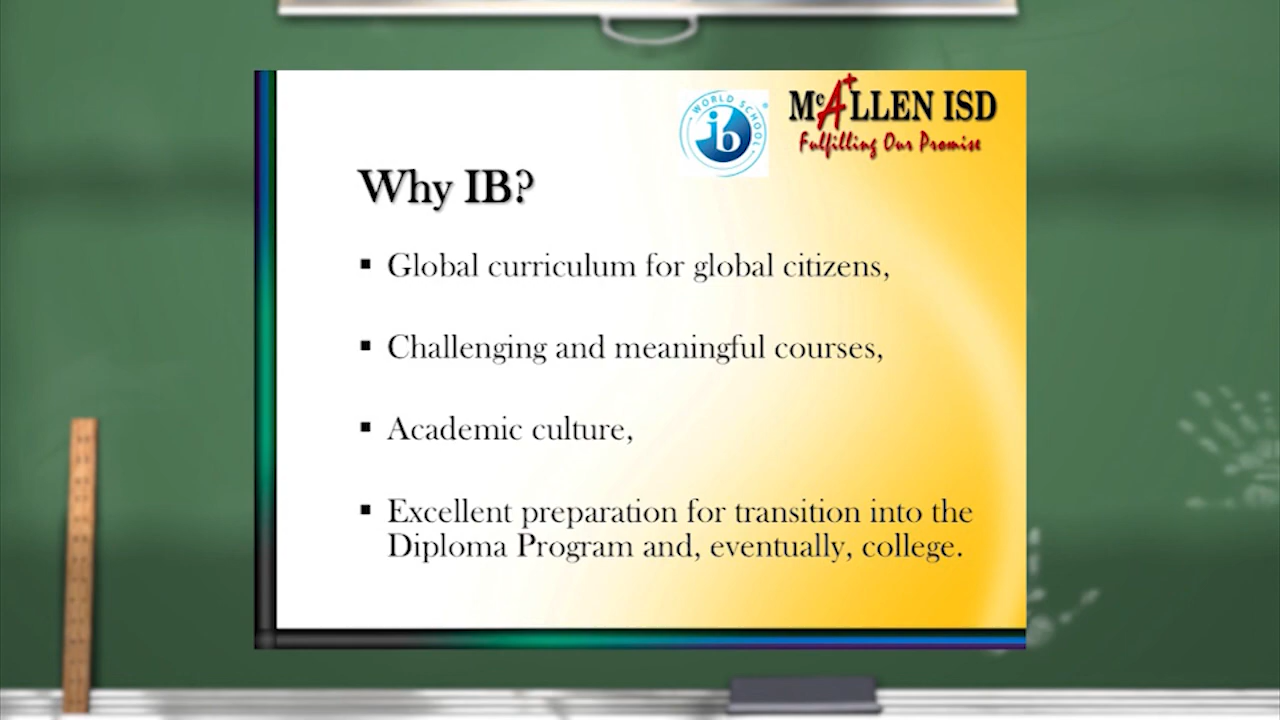 WORLD SCHOOL
ib
McALLEN ISD
Fulfilling Our Promise
Why IB?
▪ Global curriculum for global citizens,
▪ Challenging and meaningful courses,
▪ Academic culture,
▪ Excellent preparation for transition into the
Diploma Program and, eventually, college.